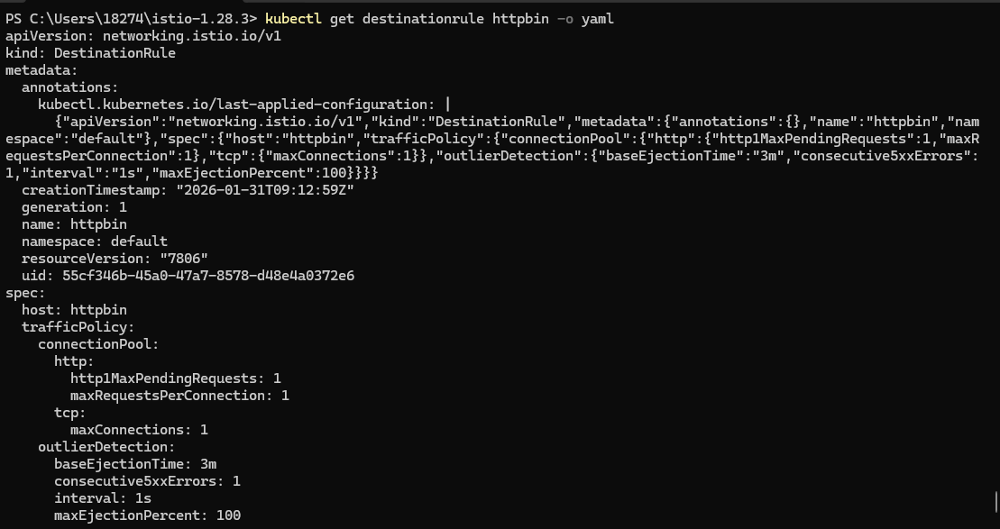 PS C:\Users\18274\istio-1.28.3> kubectl get destinationrule httpbin -o yaml
apiVersion: networking.istio.io/v1
kind: DestinationRule
metadata:
  annotations:
    kubectl.kubernetes.io/last-applied-configuration: |
      {"apiVersion":"networking.istio.io/v1","kind":"DestinationRule","metadata":{"annotations":{},"name":"httpbin","nam
espace":"default"},"spec":{"host":"httpbin","trafficPolicy":{"connectionPool":{"http":{"http1MaxPendingRequests":1,"maxR
equestsPerConnection":1},"tcp":{"maxConnections":1}},"outlierDetection":{"baseEjectionTime":"3m","consecutive5xxErrors":
1,"interval":"1s","maxEjectionPercent":100}}}}
  creationTimestamp: "2026-01-31T09:12:59Z"
  generation: 1
  name: httpbin
  namespace: default
  resourceVersion: "7806"
  uid: 55cf346b-45a0-47a7-8578-d48e4a0372e6
spec:
  host: httpbin
  trafficPolicy:
    connectionPool:
      http:
        http1MaxPendingRequests: 1
        maxRequestsPerConnection: 1
      tcp:
        maxConnections: 1
    outlierDetection:
      baseEjectionTime: 3m
      consecutive5xxErrors: 1
      interval: 1s
      maxEjectionPercent: 100